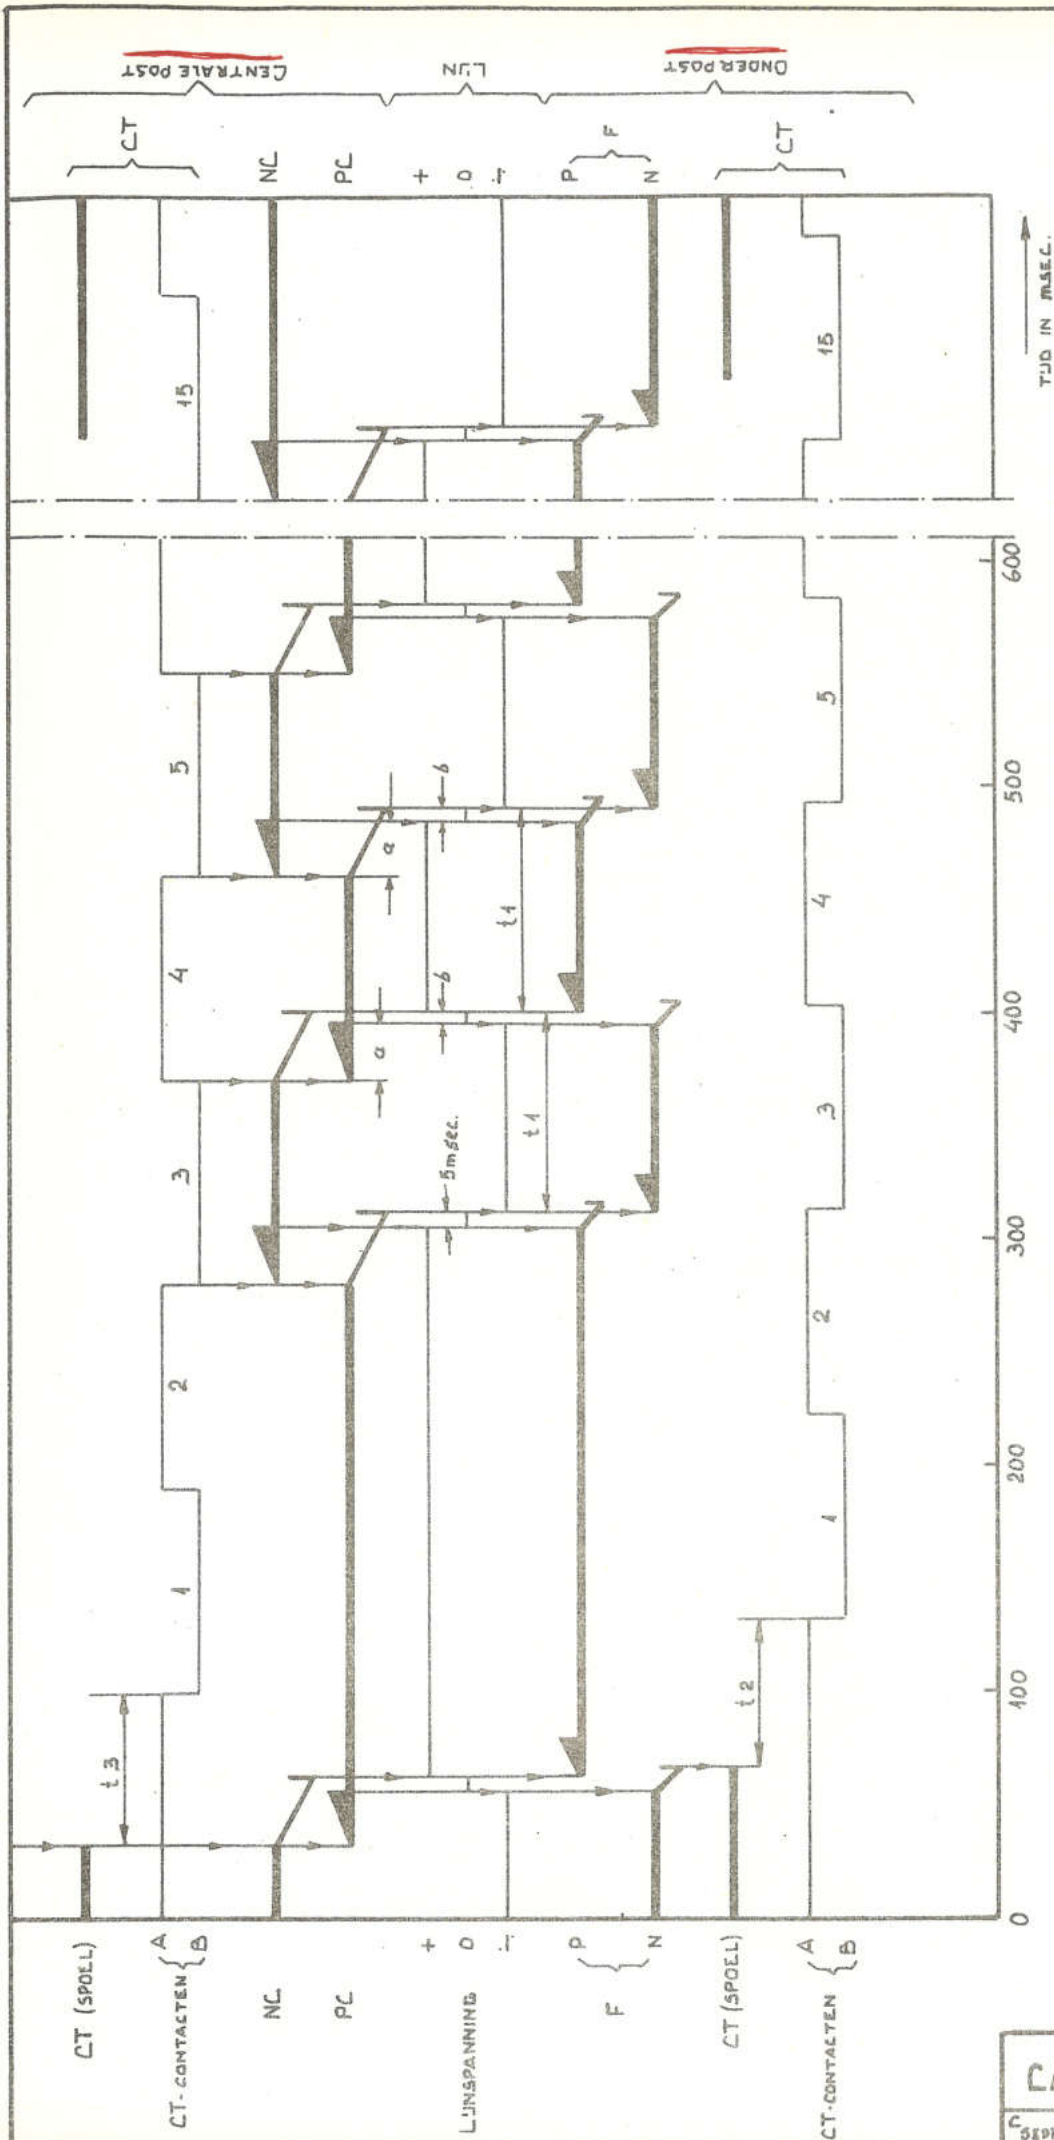 CT (SPOEL)
CT-CONTACTEN { A
B
NC
PC
LIJNSPANNING
+
0
÷
F { P
N
CT (SPOEL)
CT-CONTACTEN { A
B
t3
1
2
3
4
5
15
a
a
5msec.
b
b
t1
t1
t2
1
2
3
4
5
15
0
100
200
300
400
500
600
TIJD IN MSEC.
CT
NC
PC
+
0
÷
P
N
F
CT
CENTRALE POST
LIJN
ONDER POST